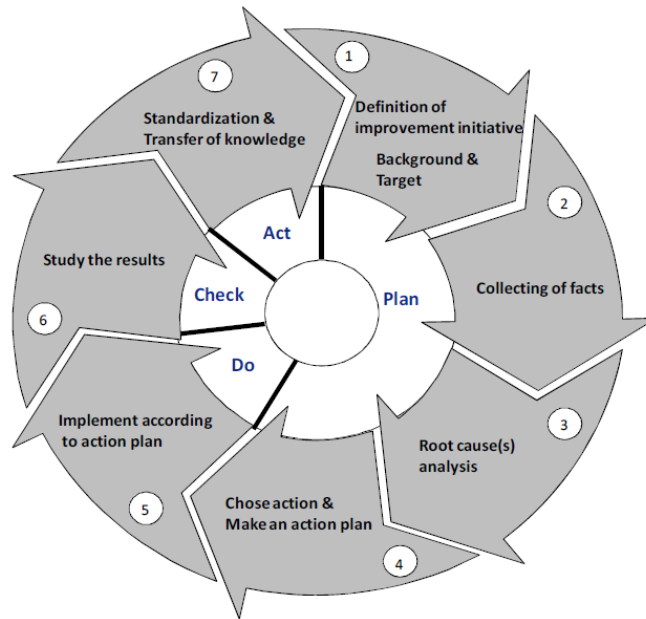 1
Definition of
improvement initiative
Background &
Target
2
Collecting of facts
3
Root cause(s)
analysis
4
Chose action &
Make an action plan
5
Implement according
to action plan
6
Study the results
7
Standardization &
Transfer of knowledge
Plan
Do
Check
Act